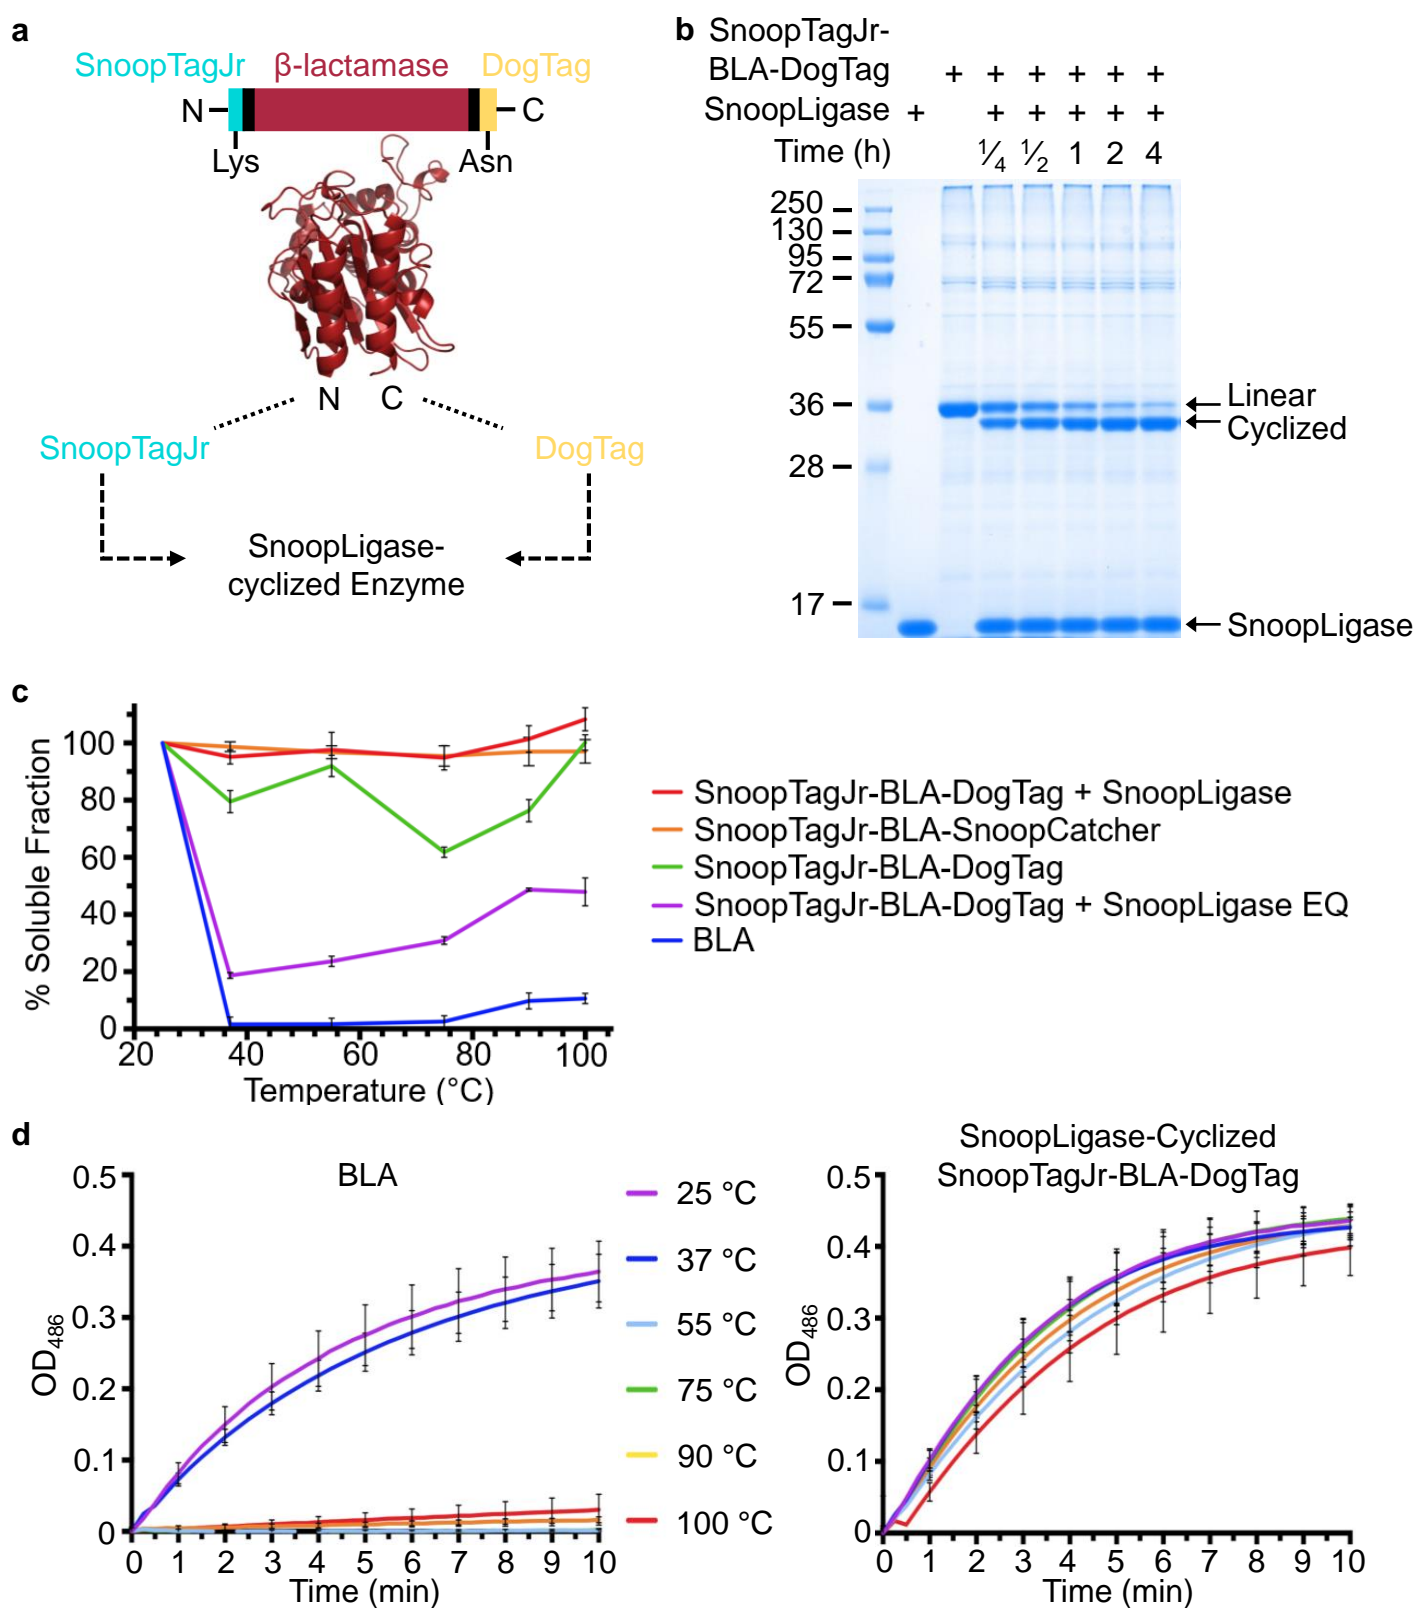 a
SnoopTagJr β-lactamase DogTag
N C
Lys Asn
N C
SnoopTagJr DogTag
SnoopLigase-
cyclized Enzyme
b SnoopTagJr-
BLA-DogTag + + + + + +
SnoopLigase + + + + + +
Time (h) 1/4 1/2 1 2 4
250
130
95
72
55
36
28
17
Linear
Cyclized
SnoopLigase
c
% Soluble Fraction
100
80
60
40
20
0
20 40 60 80 100
Temperature (°C)
SnoopTagJr-BLA-DogTag + SnoopLigase
SnoopTagJr-BLA-SnoopCatcher
SnoopTagJr-BLA-DogTag
SnoopTagJr-BLA-DogTag + SnoopLigase EQ
BLA
d
BLA
OD486
0.5
0.4
0.3
0.2
0.1
0
0 1 2 3 4 5 6 7 8 9 10
Time (min)
25 °C
37 °C
55 °C
75 °C
90 °C
100 °C
SnoopLigase-Cyclized
SnoopTagJr-BLA-DogTag
OD486
0.5
0.4
0.3
0.2
0.1
0
0 1 2 3 4 5 6 7 8 9 10
Time (min)